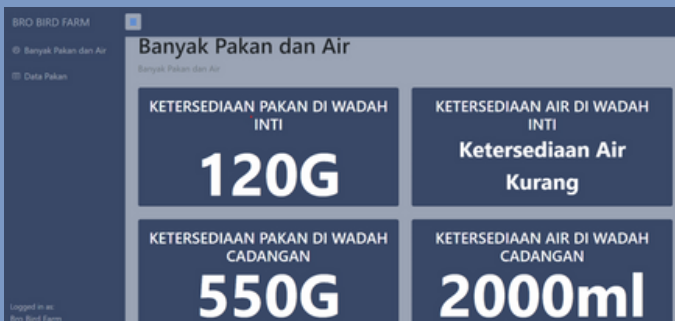 BRO BIRD FARM
Banyak Pakan dan Air
Data Pakan
Banyak Pakan dan Air
Banyak Pakan dan Air
KETERSEDIAAN PAKAN DI WADAH
INTI
120G
KETERSEDIAAN AIR DI WADAH
INTI
Ketersediaan Air
Kurang
KETERSEDIAAN PAKAN DI WADAH
CADANGAN
550G
KETERSEDIAAN AIR DI WADAH
CADANGAN
2000ml
Logged in as:
Bro Bird Farm